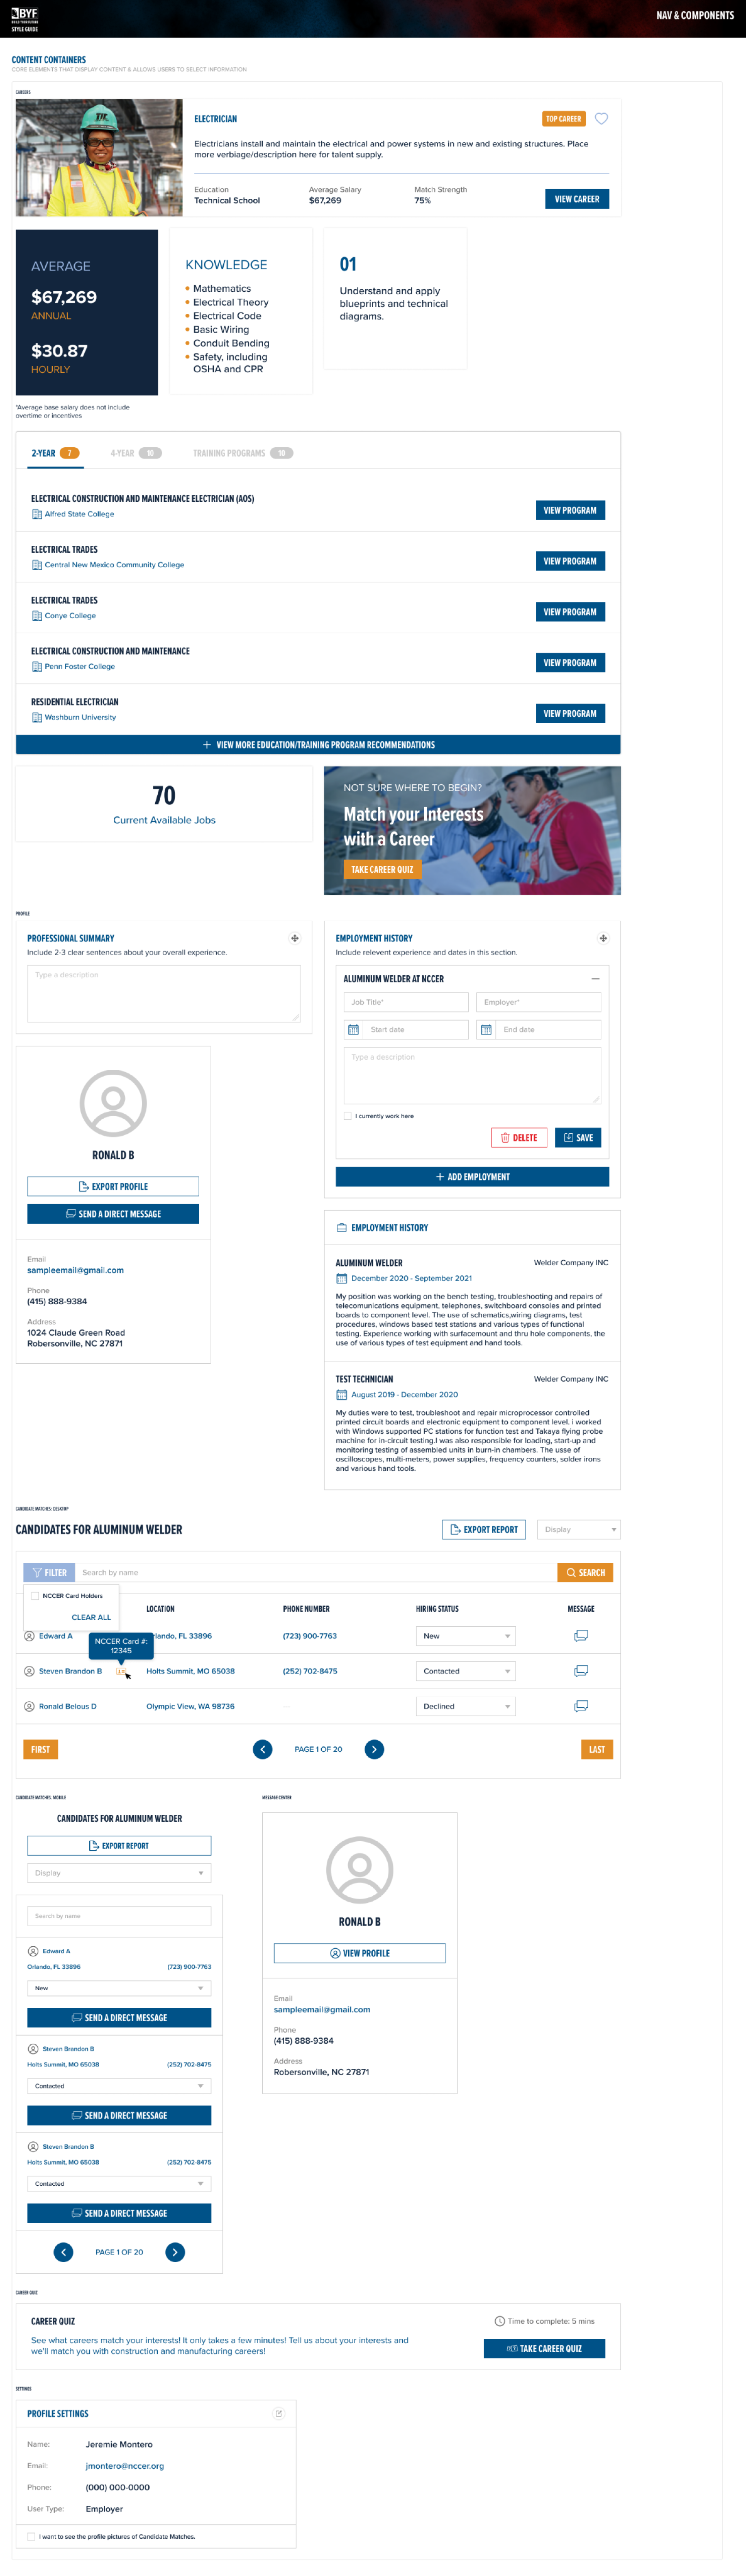 BYF
BUILD YOUR FUTURE
STYLE GUIDE
NAV & COMPONENTS
CONTENT CONTAINERS
CORE ELEMENTS THAT DISPLAY CONTENT & ALLOWS USERS TO SELECT INFORMATION
CAREERS
ELECTRICIAN
TOP CAREER
Electricians install and maintain the electrical and power systems in new and existing structures. Place
more verbiage/description here for talent supply.
Education
Technical School
Average Salary
$67,269
Match Strength
75%
VIEW CAREER
AVERAGE
$67,269
ANNUAL
$30.87
HOURLY
KNOWLEDGE
• Mathematics
• Electrical Theory
• Electrical Code
• Basic Wiring
• Conduit Bending
• Safety, including
OSHA and CPR
01
Understand and apply
blueprints and technical
diagrams.
*Average base salary does not include
overtime or incentives
2-YEAR 7
4-YEAR 10
TRAINING PROGRAMS 10
ELECTRICAL CONSTRUCTION AND MAINTENANCE ELECTRICIAN (AOS)
Alfred State College
VIEW PROGRAM
ELECTRICAL TRADES
Central New Mexico Community College
VIEW PROGRAM
ELECTRICAL TRADES
Conye College
VIEW PROGRAM
ELECTRICAL CONSTRUCTION AND MAINTENANCE
Penn Foster College
VIEW PROGRAM
RESIDENTIAL ELECTRICIAN
Washburn University
VIEW PROGRAM
+ VIEW MORE EDUCATION/TRAINING PROGRAM RECOMMENDATIONS
70
Current Available Jobs
NOT SURE WHERE TO BEGIN?
Match your Interests
with a Career
TAKE CAREER QUIZ
PROFILE
PROFESSIONAL SUMMARY
Include 2-3 clear sentences about your overall experience.
Type a description
EMPLOYMENT HISTORY
Include relevent experience and dates in this section.
ALUMINUM WELDER AT NCCER
Job Title*
Employer*
Start date
End date
Type a description
I currently work here
DELETE
SAVE
+ ADD EMPLOYMENT
RONALD B
EXPORT PROFILE
SEND A DIRECT MESSAGE
Email
sampleemail@gmail.com
Phone
(415) 888-9384
Address
1024 Claude Green Road
Robersonville, NC 27871
EMPLOYMENT HISTORY
ALUMINUM WELDER
Welder Company INC
December 2020 - September 2021
My position was working on the bench testing, troubleshooting and repairs of
telecomunications equipment, telephones, switchboard consoles and printed
boards to component level. The use of schematics,wiring diagrams, test
procedures, windows based test stations and various types of functional
testing. Experience working with surfacemount and thru hole components, the
use of various types of test equipment and hand tools.
TEST TECHNICIAN
Welder Company INC
August 2019 - December 2020
My duties were to test, troubleshoot and repair microprocessor controlled
printed circuit boards and electronic equipment to component level. i worked
with Windows supported PC stations for function test and Takaya flying probe
machine for in-circuit testing.I was also responsible for loading, start-up and
monitoring testing of assembled units in burn-in chambers. The usse of
oscilloscopes, multi-meters, power supplies, frequency counters, solder irons
and various hand tools.
CANDIDATE MATCHES: DESKTOP
CANDIDATES FOR ALUMINUM WELDER
EXPORT REPORT
Display
FILTER
Search by name
SEARCH
NCCER Card Holders
CLEAR ALL
LOCATION
PHONE NUMBER
HIRING STATUS
MESSAGE
Edward A
NCCER Card #:
12345
lando, FL 33896
(723) 900-7763
New
Steven Brandon B
Holts Summit, MO 65038
(252) 702-8475
Contacted
Ronald Belous D
Olympic View, WA 98736
---
Declined
FIRST
PAGE 1 OF 20
LAST
CANDIDATE MATCHES: MOBILE
CANDIDATES FOR ALUMINUM WELDER
EXPORT REPORT
Display
Search by name
Edward A
Orlando, FL 33896
(723) 900-7763
New
SEND A DIRECT MESSAGE
Steven Brandon B
Holts Summit, MO 65038
(252) 702-8475
Contacted
SEND A DIRECT MESSAGE
Steven Brandon B
Holts Summit, MO 65038
(252) 702-8475
Contacted
SEND A DIRECT MESSAGE
PAGE 1 OF 20
MESSAGE CENTER
RONALD B
VIEW PROFILE
Email
sampleemail@gmail.com
Phone
(415) 888-9384
Address
Robersonville, NC 27871
CAREER QUIZ
CAREER QUIZ
Time to complete: 5 mins
See what careers match your interests! It only takes a few minutes! Tell us about your interests and
we'll match you with construction and manufacturing careers!
TAKE CAREER QUIZ
SETTINGS
PROFILE SETTINGS
Name:
Jeremie Montero
Email:
jmontero@nccer.org
Phone:
(000) 000-0000
User Type:
Employer
I want to see the profile pictures of Candidate Matches.